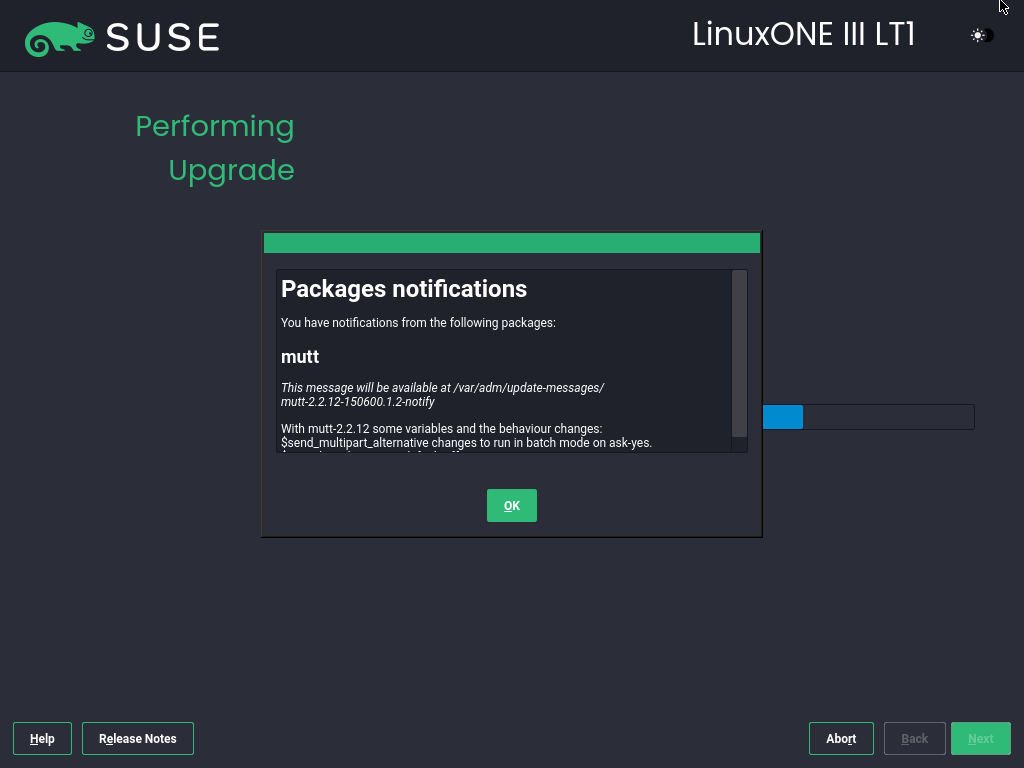 SUSE
LinuxONE III LT1
Performing
Upgrade
Packages notifications
You have notifications from the following packages:
mutt
This message will be available at /var/adm/update-messages/
mutt-2.2.12-150600.1.2-notify
With mutt-2.2.12 some variables and the behaviour changes:
$send_multipart_alternative changes to run in batch mode on ask-yes.
OK
Help
Release Notes
Abort
Back
Next